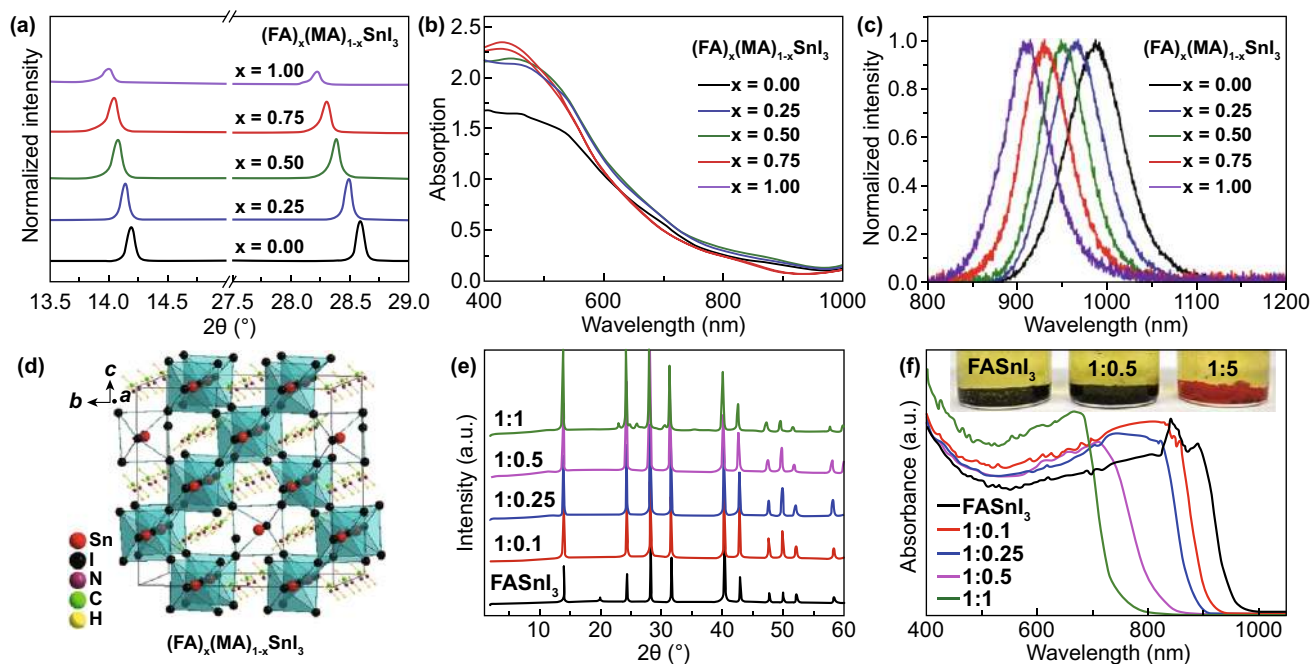 (a)
(FA)x(MA)1-xSnI3
x = 1.00
x = 0.75
x = 0.50
x = 0.25
x = 0.00
Normalized intensity
13.5 14.0 14.5 27.5 28.0 28.5 29.0
2θ (°)
(b)
(FA)x(MA)1-xSnI3
x = 0.00
x = 0.25
x = 0.50
x = 0.75
x = 1.00
Absorption
2.5
2.0
1.5
1.0
0.5
0.0
400 600 800 1000
Wavelength (nm)
(c)
(FA)x(MA)1-xSnI3
x = 0.00
x = 0.25
x = 0.50
x = 0.75
x = 1.00
Normalized intensity
1.0
0.8
0.6
0.4
0.2
0.0
800 900 1000 1100 1200
Wavelength (nm)
(d)
c
b a
Sn
I
N
C
H
(FA)x(MA)1-xSnI3
(e)
1:1
1:0.5
1:0.25
1:0.1
FASnI3
Intensity (a.u.)
10 20 30 40 50 60
2θ (°)
(f)
FASnI3 1:0.5 1:5
FASnI3
1:0.1
1:0.25
1:0.5
1:1
Absorbance (a.u.)
400 600 800 1000
Wavelength (nm)